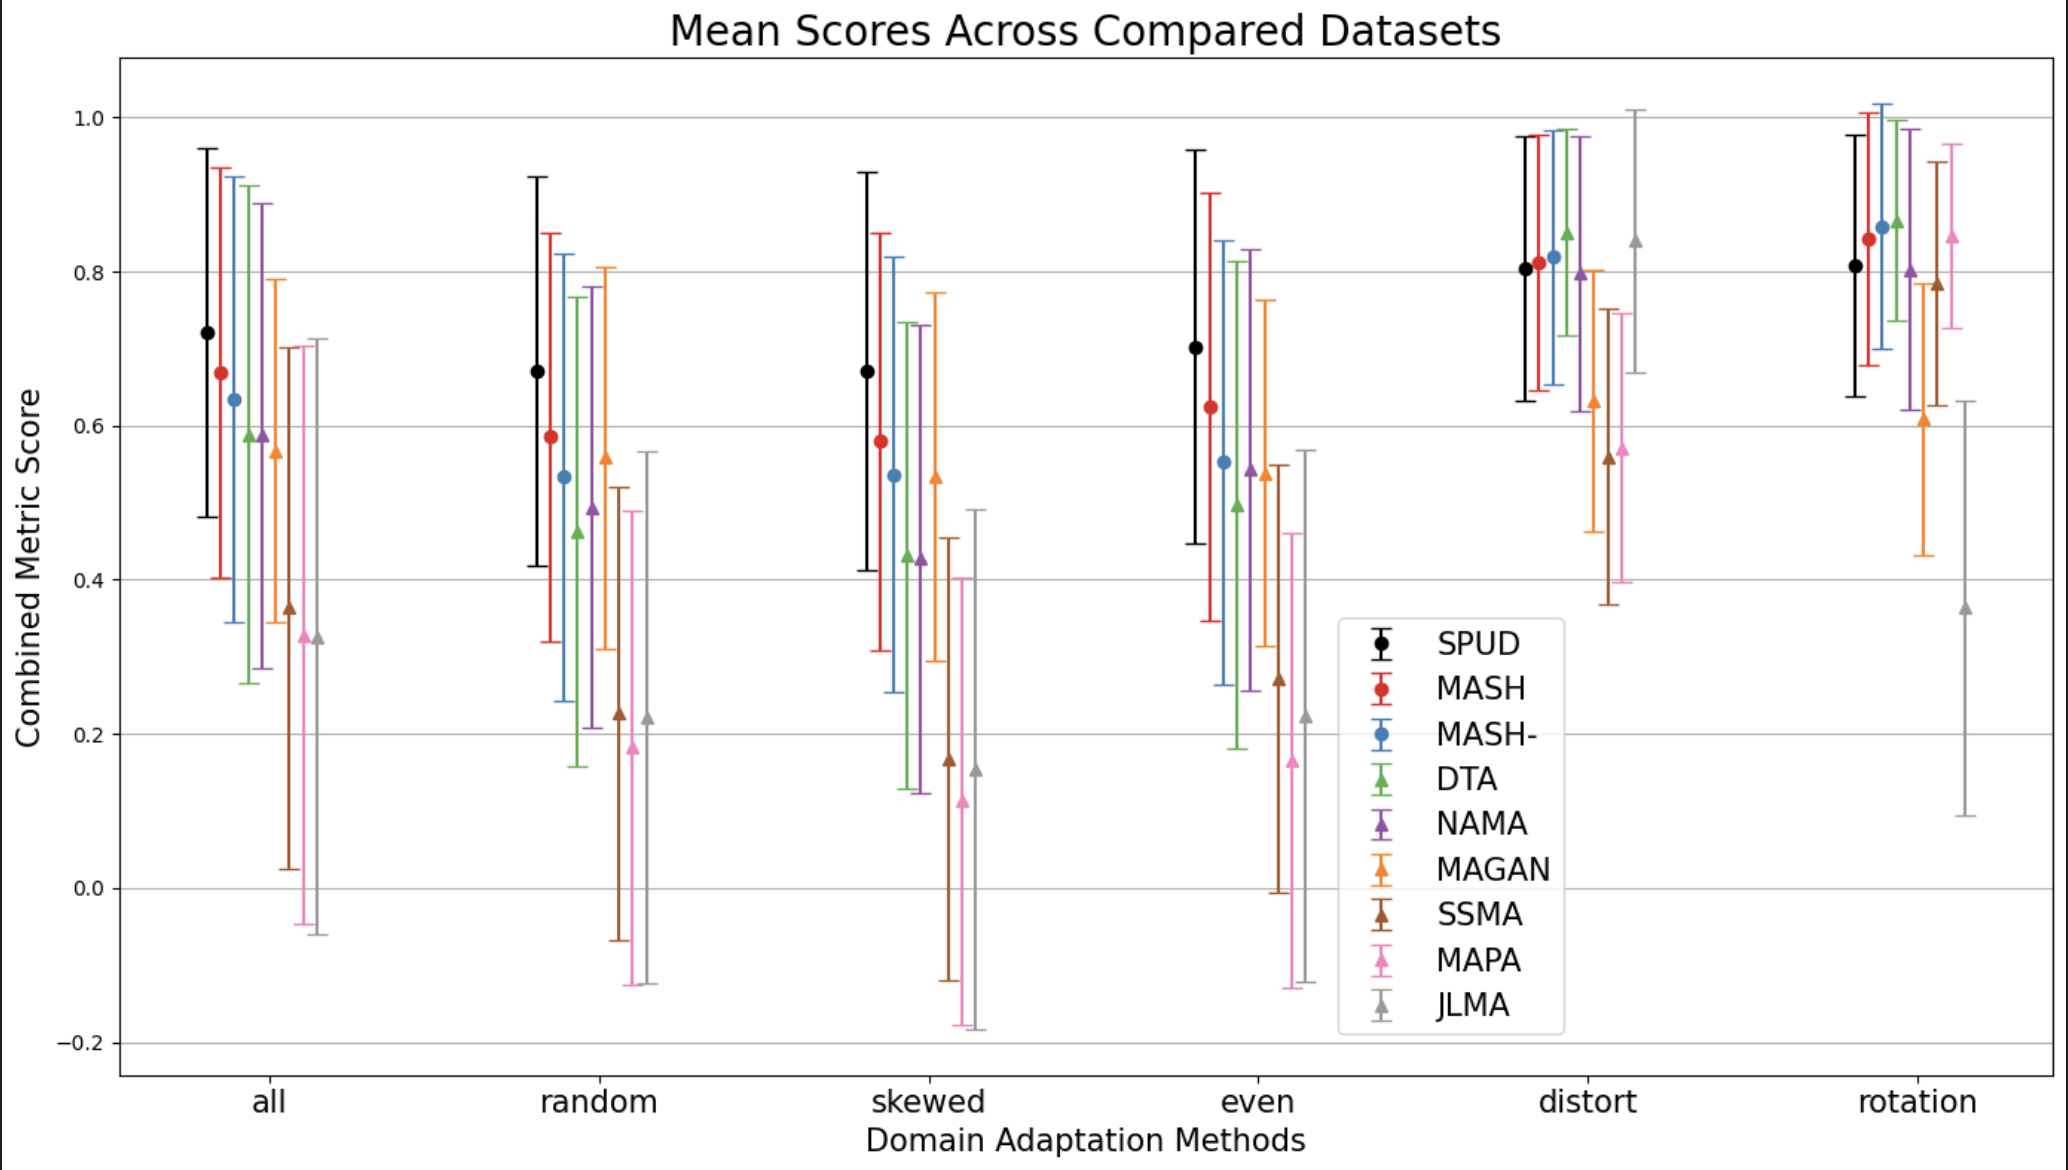 Mean Scores Across Compared Datasets
Combined Metric Score
1.0
0.8
0.6
0.4
0.2
0.0
−0.2
SPUD
MASH
MASH-
DTA
NAMA
MAGAN
SSMA
MAPA
JLMA
all random skewed even distort rotation
Domain Adaptation Methods